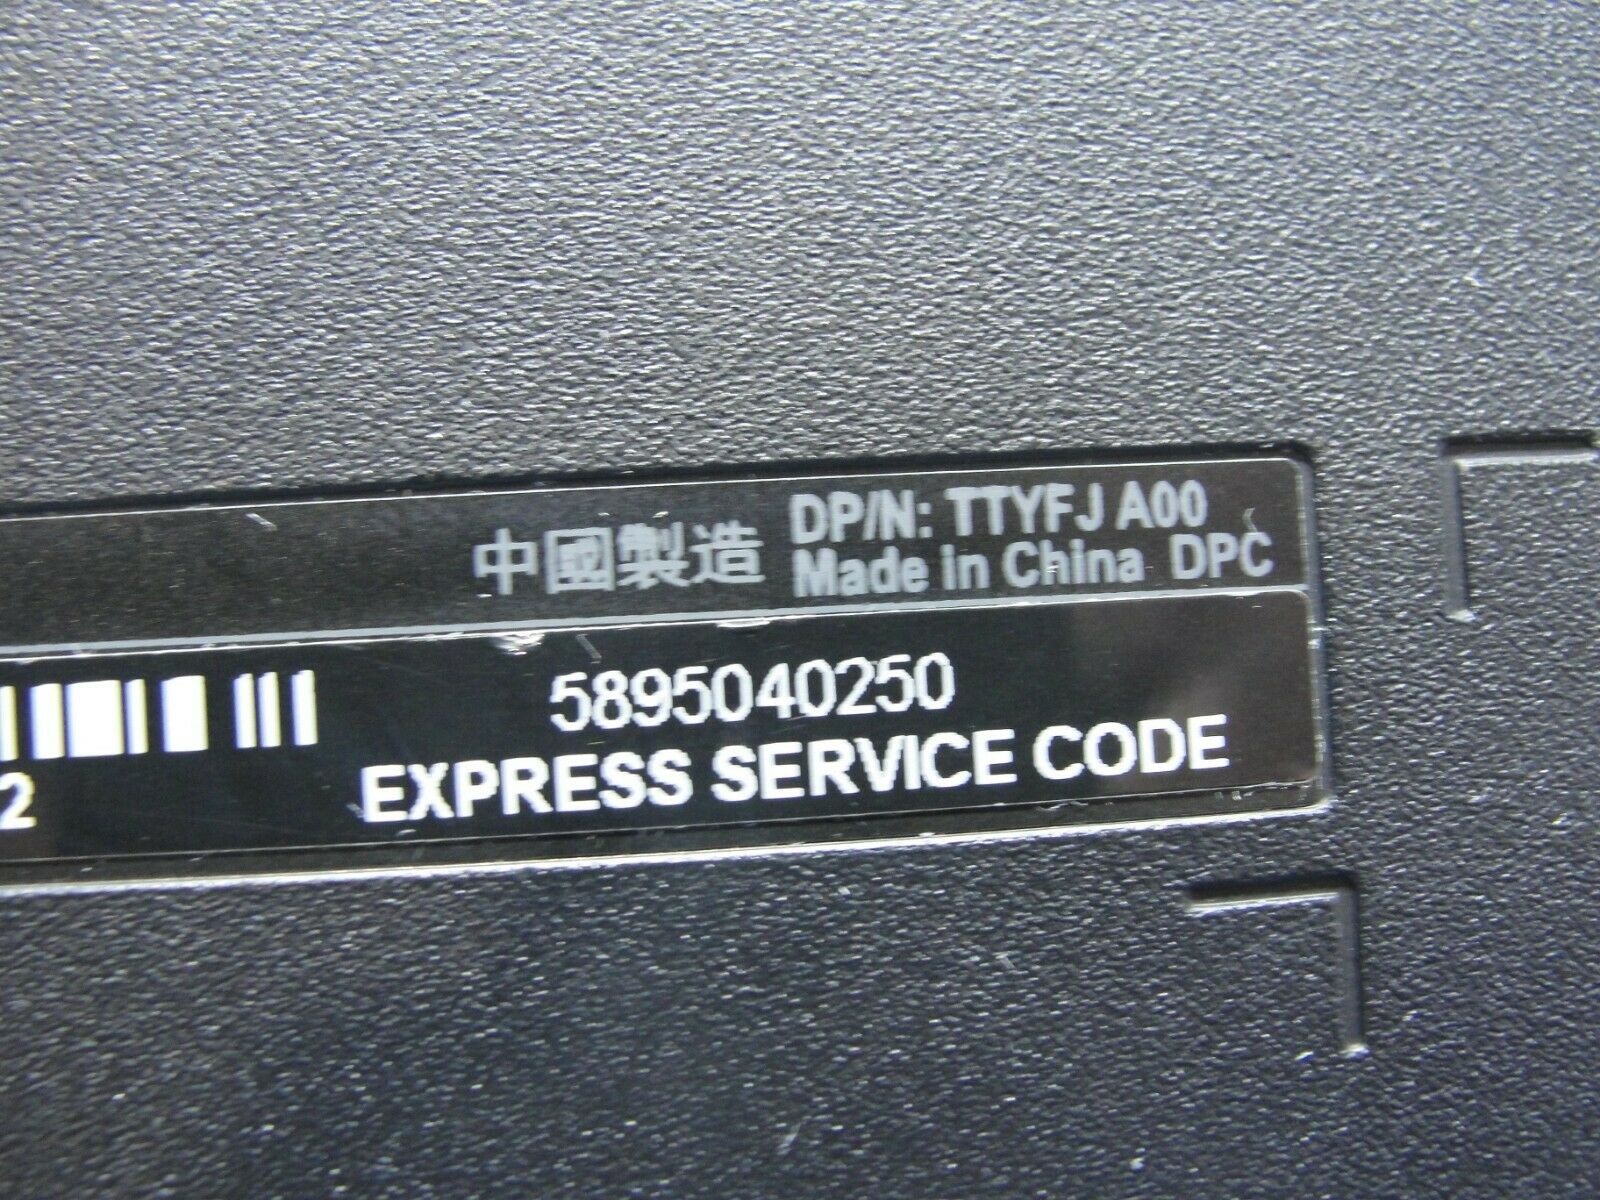 中國製造
DP/N: TTYFJ A00
Made in China DPC
5895040250
EXPRESS SERVICE CODE
2